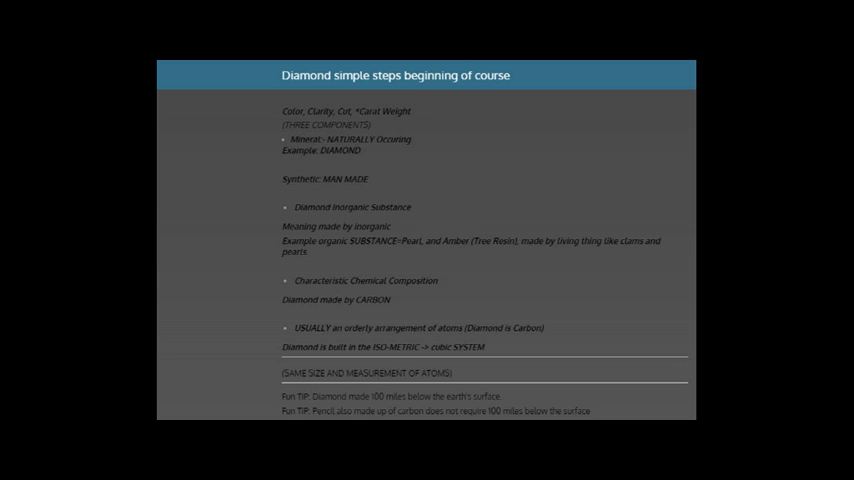 Diamond simple steps beginning of course
Color, Clarity, Cut, *Carat Weight
(THREE COMPONENTS)
• Mineral:- NATURALLY Occuring
Example: DIAMOND
Synthetic: MAN MADE
• Diamond Inorganic Substance
Meaning made by inorganic
Example organic SUBSTANCE=Pearl, and Amber (Tree Resin), made by living thing like clams and
pearls.
• Characteristic Chemical Composition
Diamond made by CARBON
• USUALLY an orderly arrangement of atoms (Diamond is Carbon)
Diamond is built in the ISO-METRIC -> cubic SYSTEM
(SAME SIZE AND MEASUREMENT OF ATOMS)
Fun TIP: Diamond made 100 miles below the earth's surface.
Fun TIP: Pencil also made up of carbon does not require 100 miles below the surface